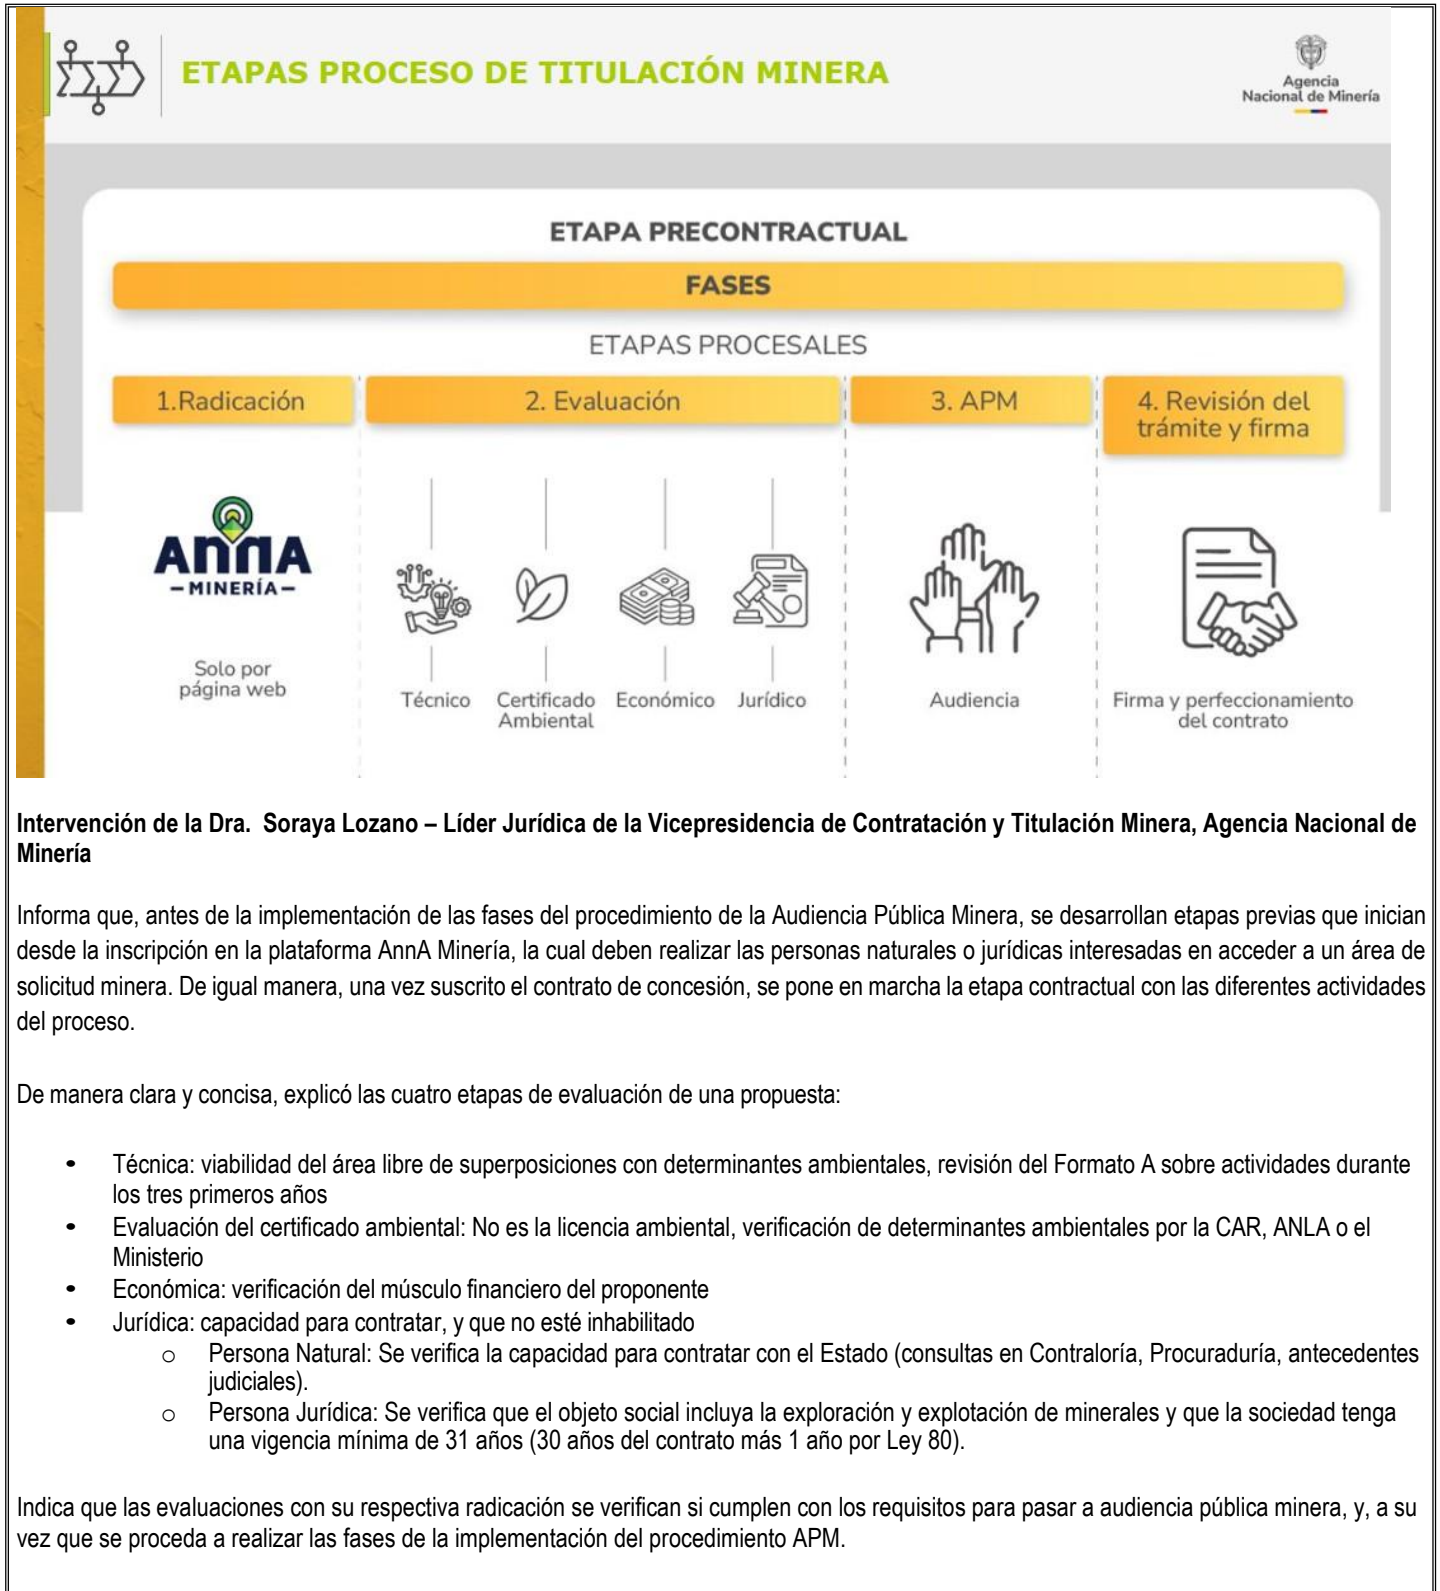 ETAPAS PROCESO DE TITULACIÓN MINERA
Agencia
Nacional de Minería
ETAPA PRECONTRACTUAL
FASES
ETAPAS PROCESALES
1.Radicación
2. Evaluación
3. APM
4. Revisión del
trámite y firma
ANNA
–MINERÍA–
Solo por
página web
Técnico
Certificado
Ambiental
Económico
Jurídico
Audiencia
Firma y perfeccionamiento
del contrato
Intervención de la Dra.  Soraya Lozano – Líder Jurídica de la Vicepresidencia de Contratación y Titulación Minera, Agencia Nacional de
Minería
Informa que, antes de la implementación de las fases del procedimiento de la Audiencia Pública Minera, se desarrollan etapas previas que inician
desde la inscripción en la plataforma AnnA Minería, la cual deben realizar las personas naturales o jurídicas interesadas en acceder a un área de
solicitud minera. De igual manera, una vez suscrito el contrato de concesión, se pone en marcha la etapa contractual con las diferentes actividades
del proceso.
De manera clara y concisa, explicó las cuatro etapas de evaluación de una propuesta:
• Técnica: viabilidad del área libre de superposiciones con determinantes ambientales, revisión del Formato A sobre actividades durante
los tres primeros años
• Evaluación del certificado ambiental: No es la licencia ambiental, verificación de determinantes ambientales por la CAR, ANLA o el
Ministerio
• Económica: verificación del músculo financiero del proponente
• Jurídica: capacidad para contratar, y que no esté inhabilitado
o Persona Natural: Se verifica la capacidad para contratar con el Estado (consultas en Contraloría, Procuraduría, antecedentes
judiciales).
o Persona Jurídica: Se verifica que el objeto social incluya la exploración y explotación de minerales y que la sociedad tenga
una vigencia mínima de 31 años (30 años del contrato más 1 año por Ley 80).
Indica que las evaluaciones con su respectiva radicación se verifican si cumplen con los requisitos para pasar a audiencia pública minera, y, a su
vez que se proceda a realizar las fases de la implementación del procedimiento APM.